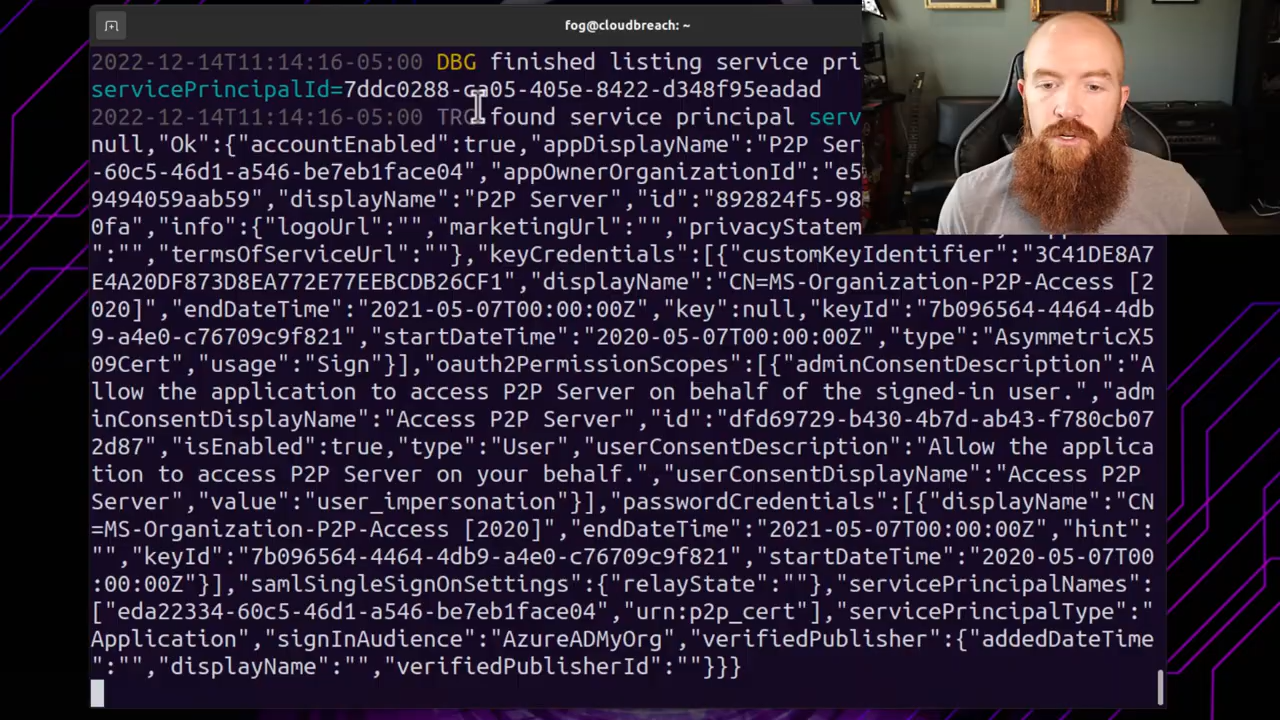 fog@cloudbreach: ~
2022-12-14T11:14:16-05:00 DBG finished listing service pri
servicePrincipalId=7ddc0288-ca05-405e-8422-d348f95eadad
2022-12-14T11:14:16-05:00 TRC found service principal serv
null,"Ok":{"accountEnabled":true,"appDisplayName":"P2P Ser
-60c5-46d1-a546-be7eb1face04","appOwnerOrganizationId":"e5
9494059aab59","displayName":"P2P Server","id":"892824f5-98
0fa","info":{"logoUrl":"","marketingUrl":"","privacyStatem
":"","termsOfServiceUrl":""},"keyCredentials":[{"customKeyIdentifier":"3C41DE8A7
E4A20DF873D8EA772E77EEBCDB26CF1","displayName":"CN=MS-Organization-P2P-Access [2
020]","endDateTime":"2021-05-07T00:00:00Z","key":null,"keyId":"7b096564-4464-4db
9-a4e0-c76709c9f821","startDateTime":"2020-05-07T00:00:00Z","type":"AsymmetricX5
09Cert","usage":"Sign"}],"oauth2PermissionScopes":[{"adminConsentDescription":"A
llow the application to access P2P Server on behalf of the signed-in user.","adm
inConsentDisplayName":"Access P2P Server","id":"dfd69729-b430-4b7d-ab43-f780cb07
2d87","isEnabled":true,"type":"User","userConsentDescription":"Allow the applica
tion to access P2P Server on your behalf.","userConsentDisplayName":"Access P2P
Server","value":"user_impersonation"}],"passwordCredentials":[{"displayName":"CN
=MS-Organization-P2P-Access [2020]","endDateTime":"2021-05-07T00:00:00Z","hint":
"","keyId":"7b096564-4464-4db9-a4e0-c76709c9f821","startDateTime":"2020-05-07T00
:00:00Z"}],"samlSingleSignOnSettings":{"relayState":""},"servicePrincipalNames":
["eda22334-60c5-46d1-a546-be7eb1face04","urn:p2p_cert"],"servicePrincipalType":"
Application","signInAudience":"AzureADMyOrg","verifiedPublisher":{"addedDateTime
":"","displayName":"","verifiedPublisherId":""}}}